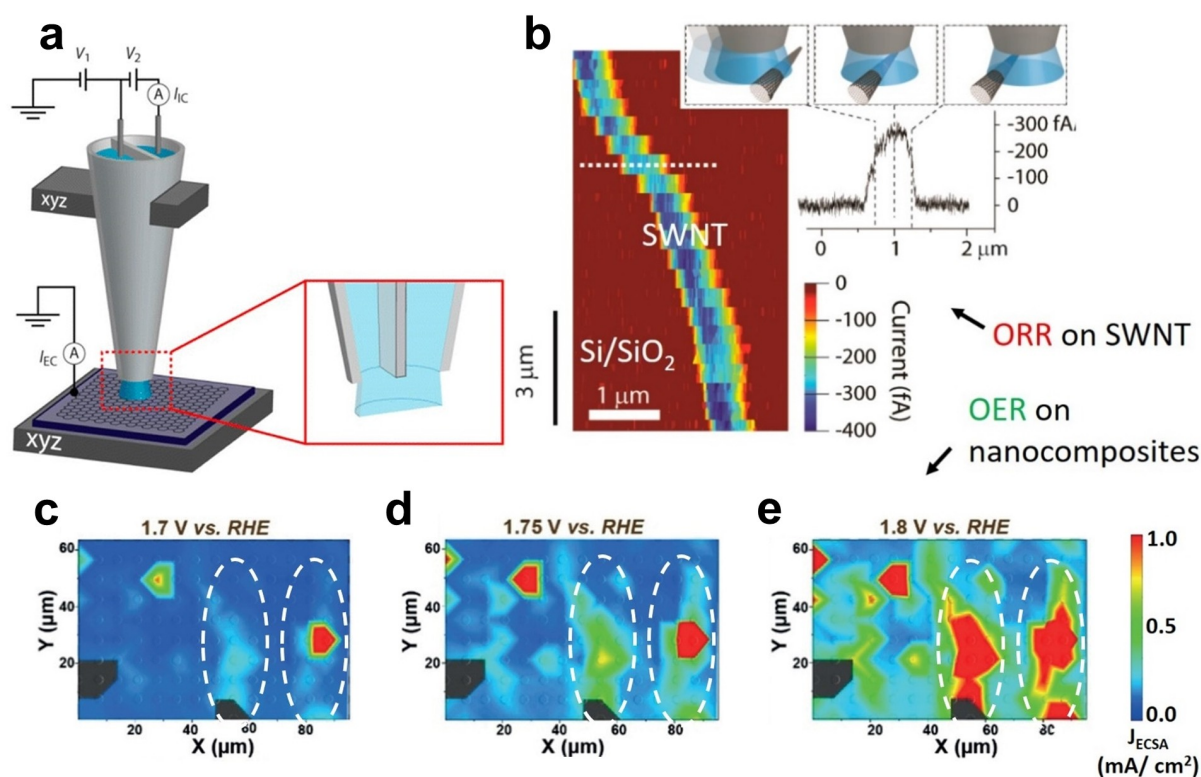 a
V1
V2
A
IIC
xyz
IEC
A
xyz
b
SWNT
Si/SiO2
3 μm
1 μm
-300 fA
-200
-100
0
0
1
2 μm
0
-100
-200
-300
-400
Current (fA)
ORR on SWNT
OER on
nanocomposites
c
1.7 V vs. RHE
60
40
20
Y (μm)
20
40
60
80
X (μm)
d
1.75 V vs. RHE
60
40
20
Y (μm)
20
40
60
80
X (μm)
e
1.8 V vs. RHE
60
40
20
Y (μm)
20
40
60
X (μm)
1.0
0.5
0.0
JECSA
(mA/ cm²)